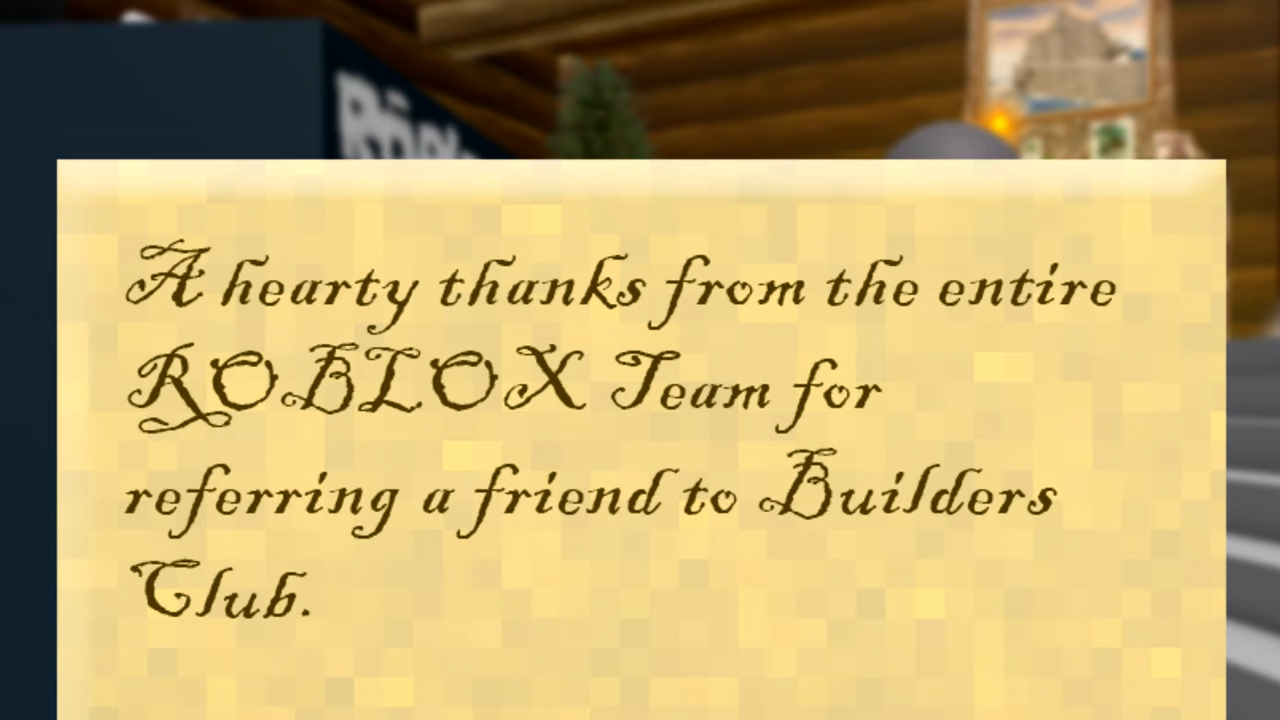 A hearty thanks from the entire
ROBLOX Team for
referring a friend to Builders
Club.